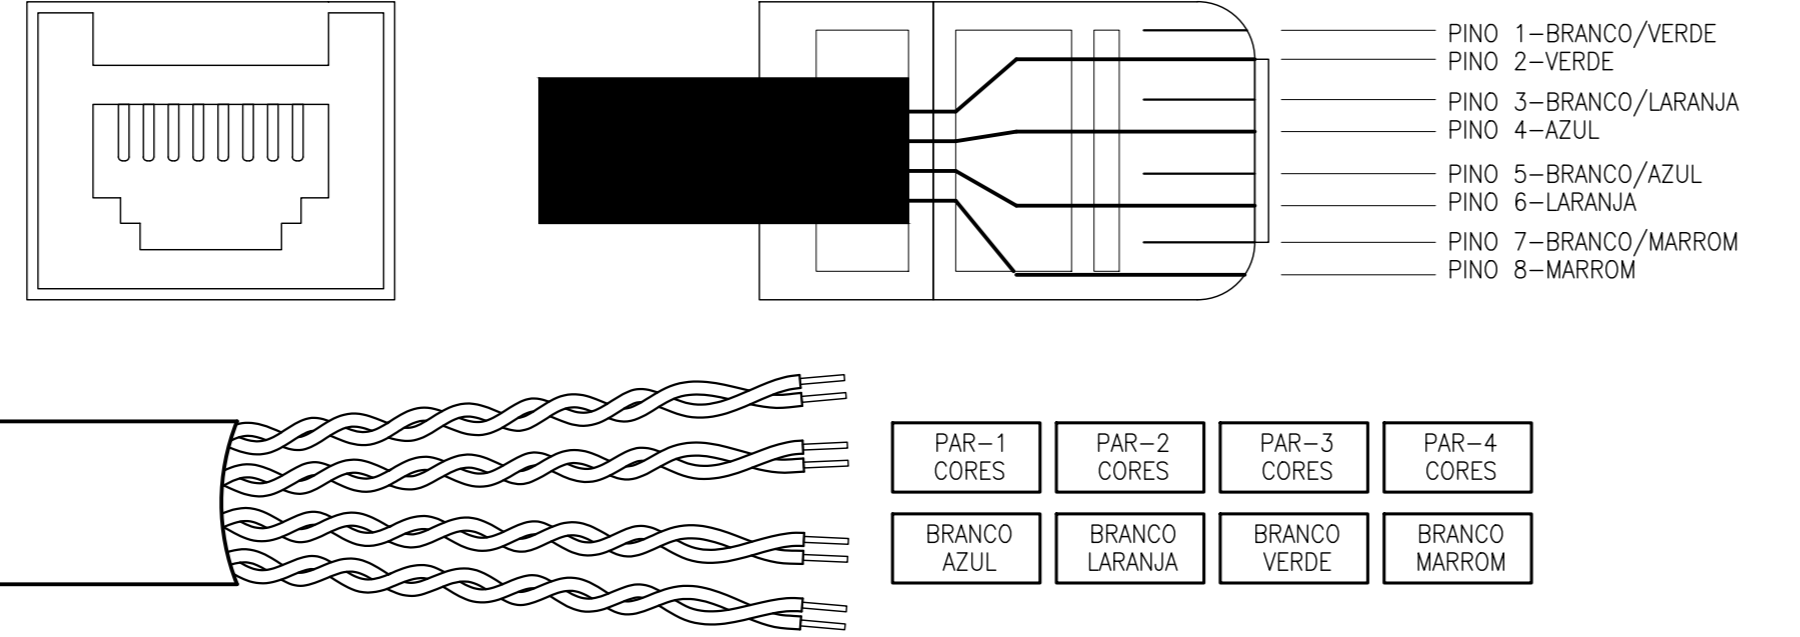 PINO 1-BRANCO/VERDE
PINO 2-VERDE
PINO 3-BRANCO/LARANJA
PINO 4-AZUL
PINO 5-BRANCO/AZUL
PINO 6-LARANJA
PINO 7-BRANCO/MARROM
PINO 8-MARROM
PAR-1
CORES
PAR-2
CORES
PAR-3
CORES
PAR-4
CORES
BRANCO
AZUL
BRANCO
LARANJA
BRANCO
VERDE
BRANCO
MARROM